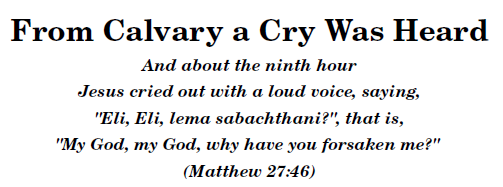 From Calvary a Cry Was Heard
And about the ninth hour
Jesus cried out with a loud voice, saying,
"Eli, Eli, lema sabachthani?", that is,
"My God, my God, why have you forsaken me?"
(Matthew 27:46)